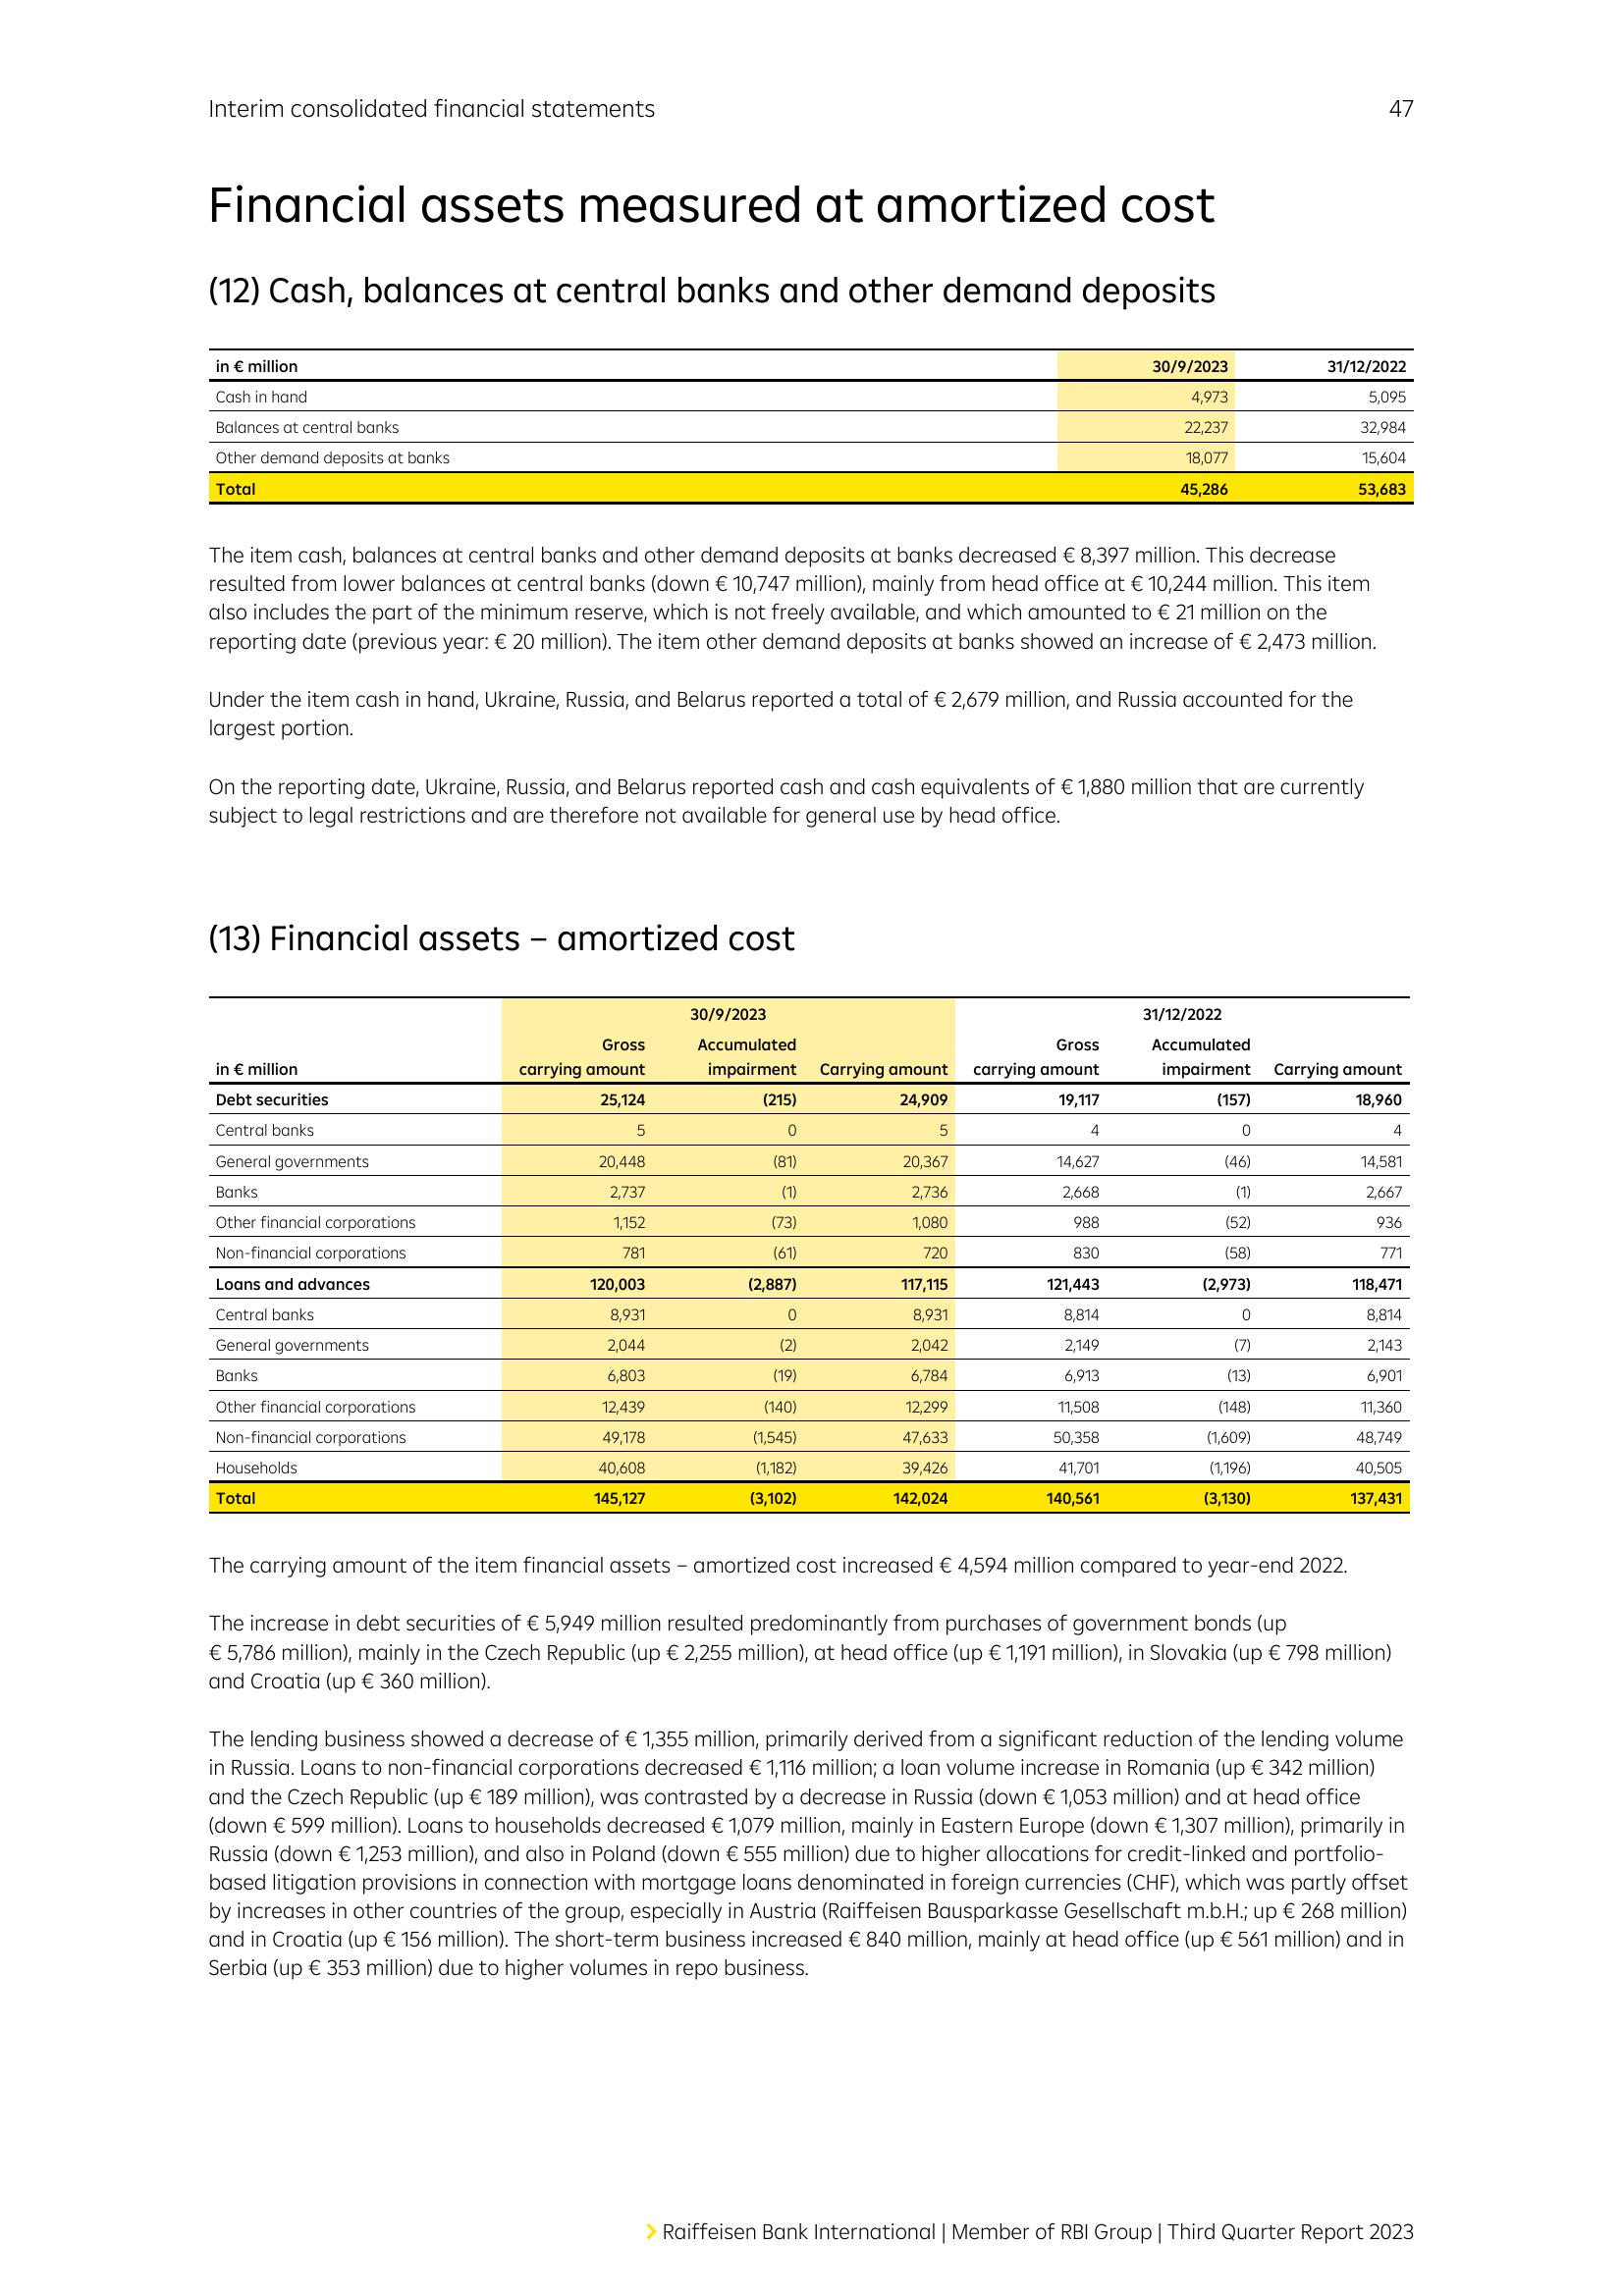 Interim consolidated financial statements 47
Financial assets measured at amortized cost
(12) Cash, balances at central banks and other demand deposits
in € million 30/9/2023 31/12/2022
Cash in hand 4,973 5,095
Balances at central banks 22,237 32,984
Other demand deposits at banks 18,077 15,604
Total 45,286 53,683
The item cash, balances at central banks and other demand deposits at banks decreased € 8,397 million. This decrease
resulted from lower balances at central banks (down € 10,747 million), mainly from head office at € 10,244 million. This item
also includes the part of the minimum reserve, which is not freely available, and which amounted to € 21 million on the
reporting date (previous year: € 20 million). The item other demand deposits at banks showed an increase of € 2,473 million.
Under the item cash in hand, Ukraine, Russia, and Belarus reported a total of € 2,679 million, and Russia accounted for the
largest portion.
On the reporting date, Ukraine, Russia, and Belarus reported cash and cash equivalents of € 1,880 million that are currently
subject to legal restrictions and are therefore not available for general use by head office.
(13) Financial assets – amortized cost
30/9/2023 31/12/2022
Gross Accumulated Gross Accumulated
in € million carrying amount impairment Carrying amount carrying amount impairment Carrying amount
Debt securities 25,124 (215) 24,909 19,117 (157) 18,960
Central banks 5 0 5 4 0 4
General governments 20,448 (81) 20,367 14,627 (46) 14,581
Banks 2,737 (1) 2,736 2,668 (1) 2,667
Other financial corporations 1,152 (73) 1,080 988 (52) 936
Non-financial corporations 781 (61) 720 830 (58) 771
Loans and advances 120,003 (2,887) 117,115 121,443 (2,973) 118,471
Central banks 8,931 0 8,931 8,814 0 8,814
General governments 2,044 (2) 2,042 2,149 (7) 2,143
Banks 6,803 (19) 6,784 6,913 (13) 6,901
Other financial corporations 12,439 (140) 12,299 11,508 (148) 11,360
Non-financial corporations 49,178 (1,545) 47,633 50,358 (1,609) 48,749
Households 40,608 (1,182) 39,426 41,701 (1,196) 40,505
Total 145,127 (3,102) 142,024 140,561 (3,130) 137,431
The carrying amount of the item financial assets – amortized cost increased € 4,594 million compared to year-end 2022.
The increase in debt securities of € 5,949 million resulted predominantly from purchases of government bonds (up
€ 5,786 million), mainly in the Czech Republic (up € 2,255 million), at head office (up € 1,191 million), in Slovakia (up € 798 million)
and Croatia (up € 360 million).
The lending business showed a decrease of € 1,355 million, primarily derived from a significant reduction of the lending volume
in Russia. Loans to non-financial corporations decreased € 1,116 million; a loan volume increase in Romania (up € 342 million)
and the Czech Republic (up € 189 million), was contrasted by a decrease in Russia (down € 1,053 million) and at head office
(down € 599 million). Loans to households decreased € 1,079 million, mainly in Eastern Europe (down € 1,307 million), primarily in
Russia (down € 1,253 million), and also in Poland (down € 555 million) due to higher allocations for credit-linked and portfolio-
based litigation provisions in connection with mortgage loans denominated in foreign currencies (CHF), which was partly offset
by increases in other countries of the group, especially in Austria (Raiffeisen Bausparkasse Gesellschaft m.b.H.; up € 268 million)
and in Croatia (up € 156 million). The short-term business increased € 840 million, mainly at head office (up € 561 million) and in
Serbia (up € 353 million) due to higher volumes in repo business.
Raiffeisen Bank International | Member of RBI Group | Third Quarter Report 2023